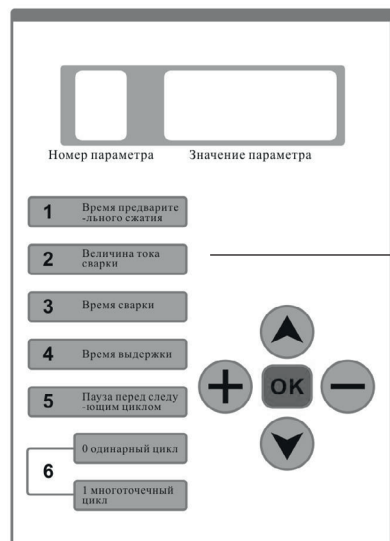 Номер параметра Значение параметра
1 Время предварите
-льного сжатия
2 Величина тока
сварки
3 Время сварки
4 Время выдержки
OK
5 Пауза перед следу
-ющим циклом
0 одинарный цикл
6
1 многоточечный
цикл